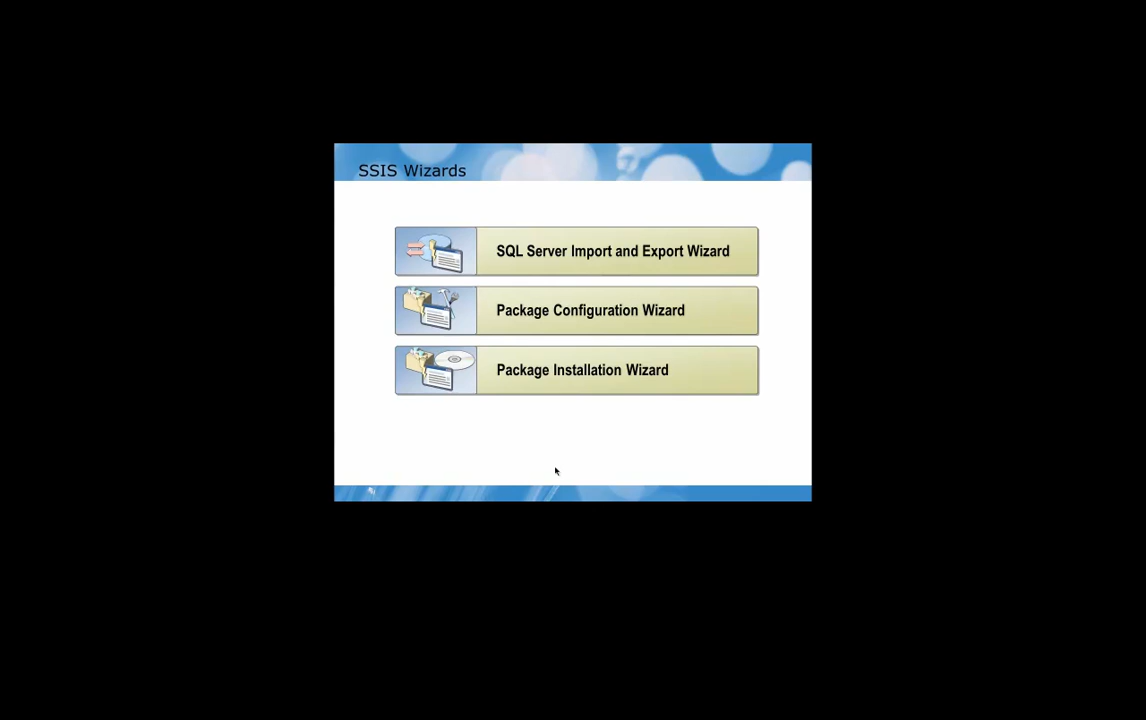 SSIS Wizards
SQL Server Import and Export Wizard
Package Configuration Wizard
Package Installation Wizard